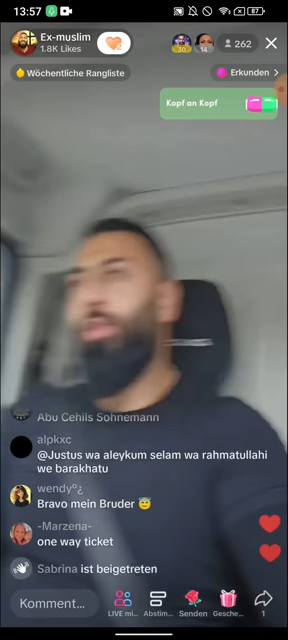 13:57
87
Ex-muslim
1.8K Likes
30
14
262
Wöchentliche Rangliste
Erkunden
Kopf an Kopf
Abu Cehils Sohnemann
alpkxc
@Justus wa aleykum selam wa rahmatullahi
we barakhatu
wendyº¿
Bravo mein Bruder 😇
-Marzena-
one way ticket
Sabrina ist beigetreten
Komment...
LIVE mi...
Abstim...
Senden
Gesche...
1